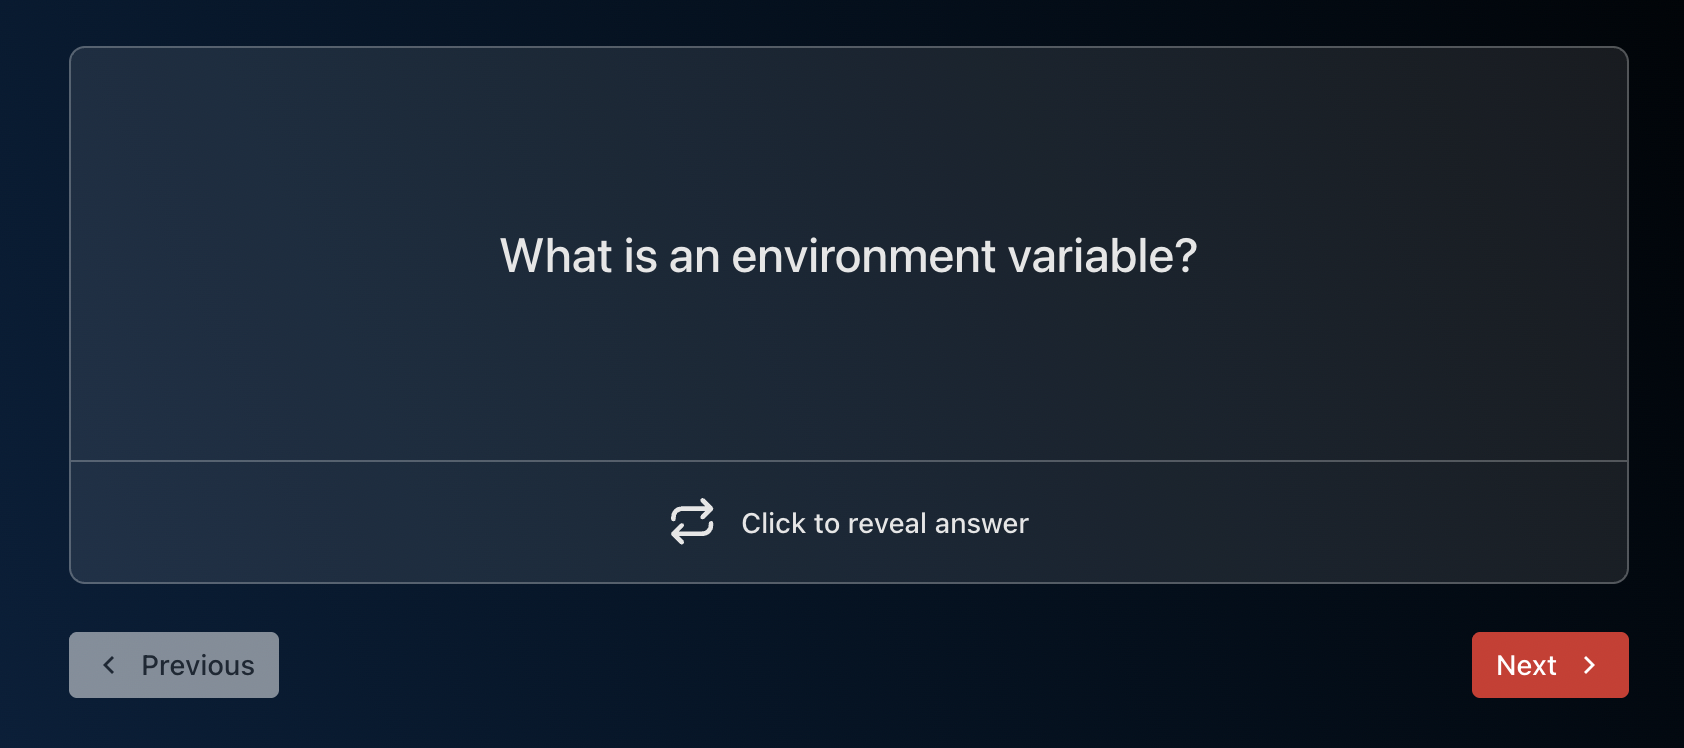 What is an environment variable?
Click to reveal answer
Previous
Next